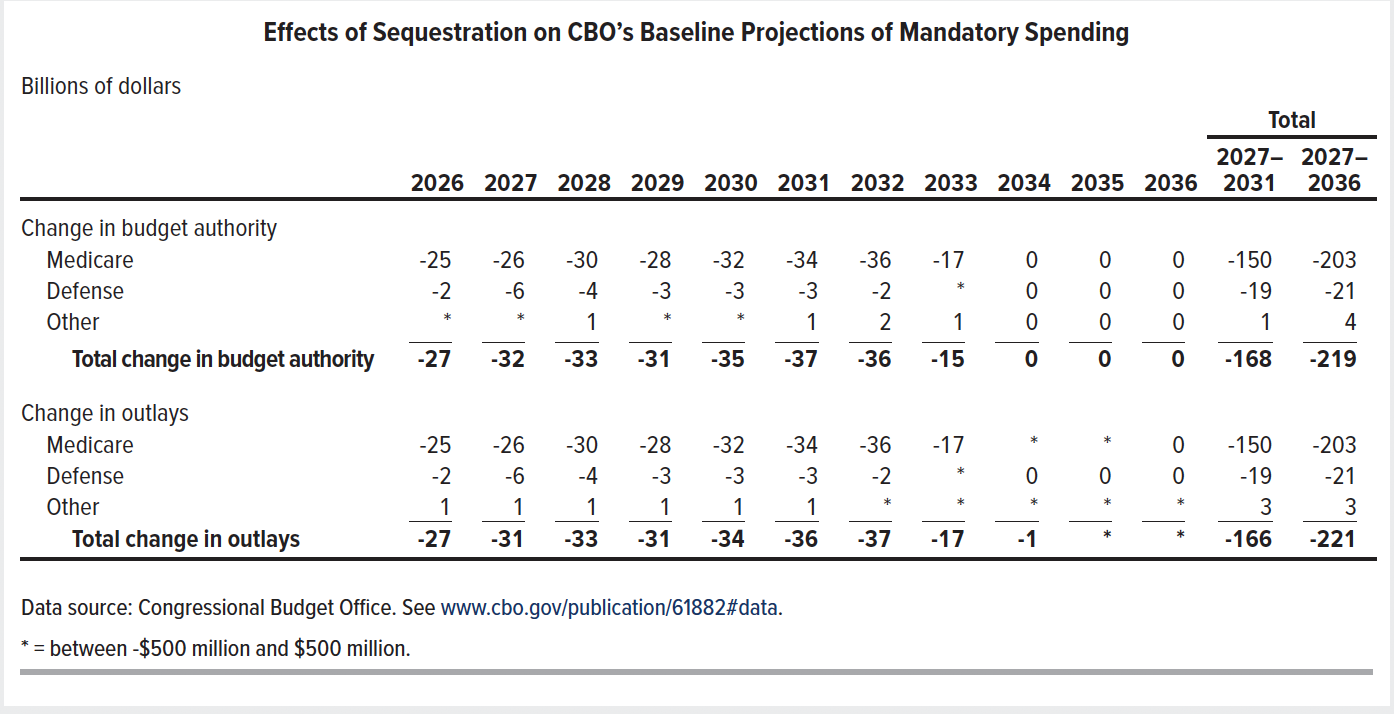 Effects of Sequestration on CBO’s Baseline Projections of Mandatory Spending
Billions of dollars
Total
2027– 2027–
2026 2027 2028 2029 2030 2031 2032 2033 2034 2035 2036 2031 2036
Change in budget authority
Medicare -25 -26 -30 -28 -32 -34 -36 -17 0 0 0 -150 -203
Defense -2 -6 -4 -3 -3 -3 -2 * 0 0 0 -19 -21
Other * * 1 * * 1 2 1 0 0 0 1 4
Total change in budget authority -27 -32 -33 -31 -35 -37 -36 -15 0 0 0 -168 -219
Change in outlays
Medicare -25 -26 -30 -28 -32 -34 -36 -17 * * 0 -150 -203
Defense -2 -6 -4 -3 -3 -3 -2 * 0 0 0 -19 -21
Other 1 1 1 1 1 1 * * * * * 3 3
Total change in outlays -27 -31 -33 -31 -34 -36 -37 -17 -1 * * -166 -221
Data source: Congressional Budget Office. See www.cbo.gov/publication/61882#data.
* = between -$500 million and $500 million.